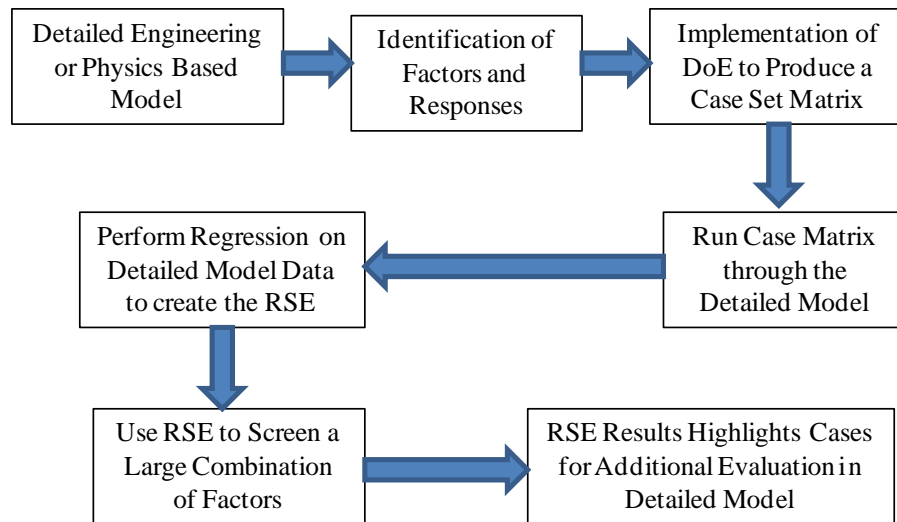 Detailed Engineering
or Physics Based
Model
Identification of
Factors and
Responses
Implementation of
DoE to Produce a
Case Set Matrix
Run Case Matrix
through the
Detailed Model
Perform Regression on
Detailed Model Data
to create the RSE
Use RSE to Screen a
Large Combination
of Factors
RSE Results Highlights Cases
for Additional Evaluation in
Detailed Model